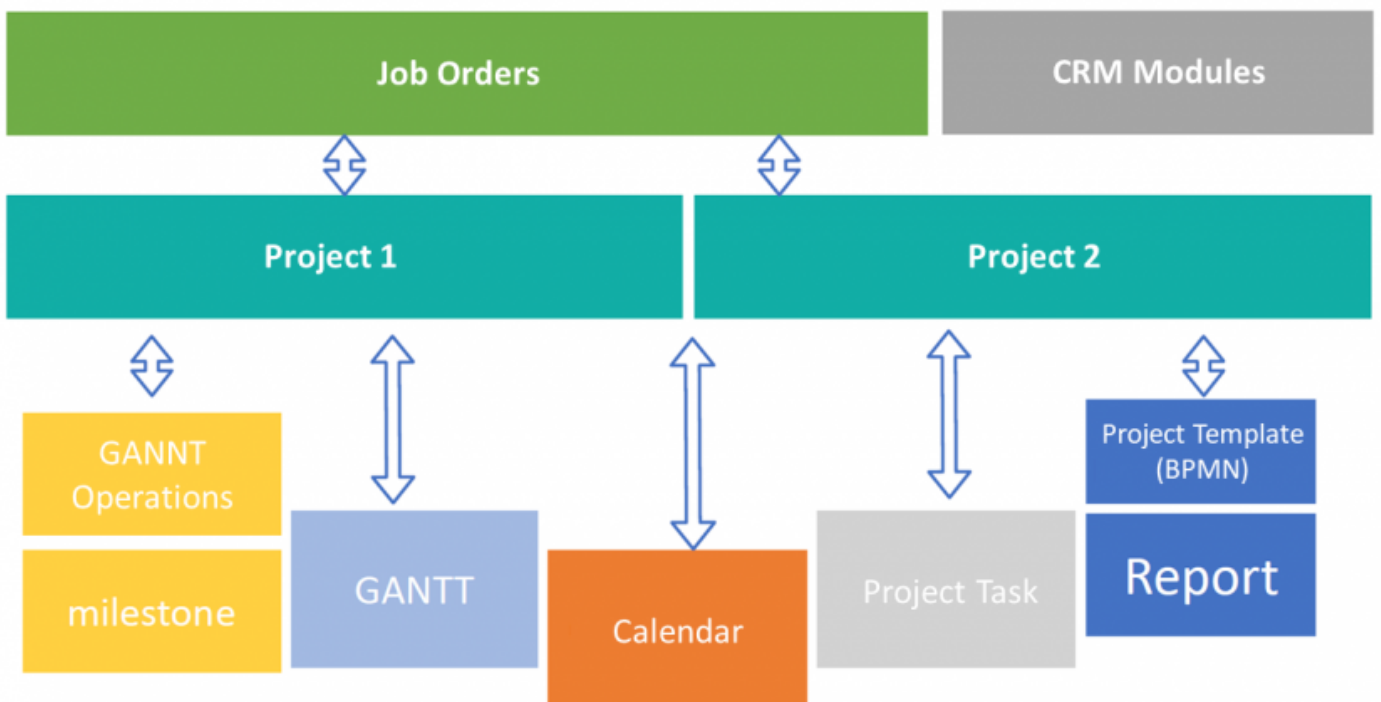 Job Orders
CRM Modules
Project 1
Project 2
GANNT
Operations
milestone
GANTT
Calendar
Project Task
Project Template
(BPMN)
Report